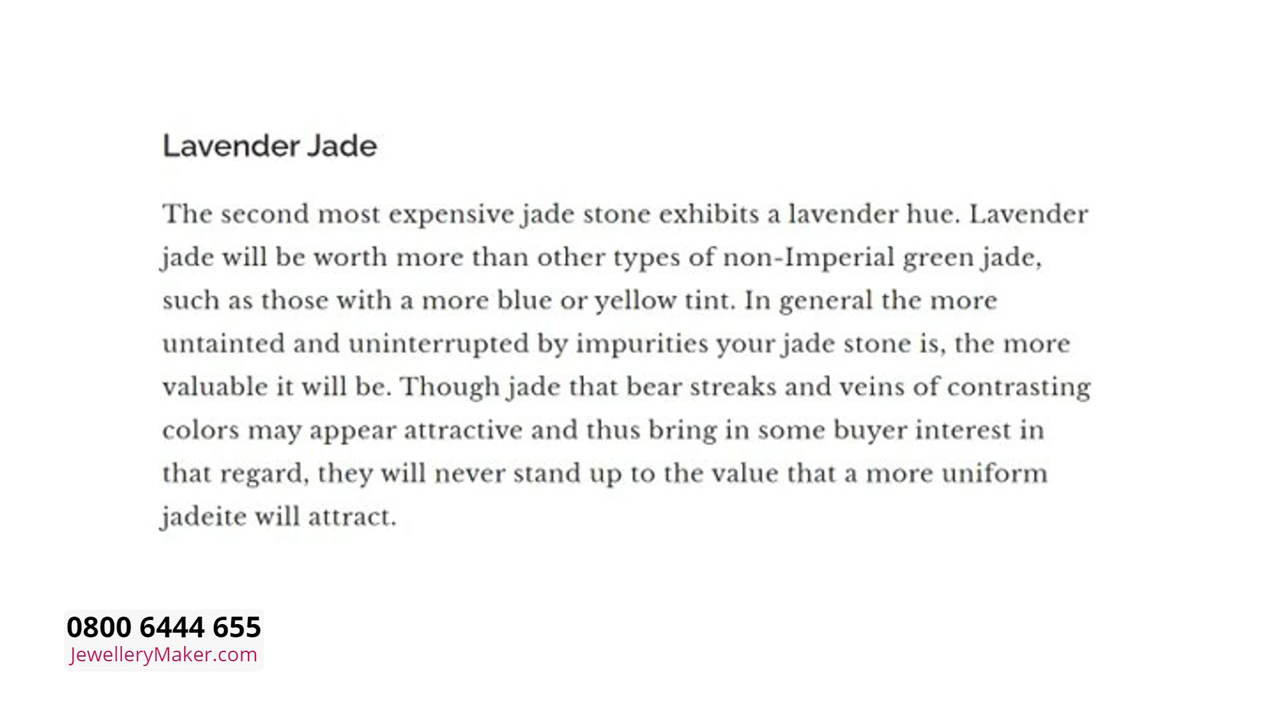 Lavender Jade
The second most expensive jade stone exhibits a lavender hue. Lavender
jade will be worth more than other types of non-Imperial green jade,
such as those with a more blue or yellow tint. In general the more
untainted and uninterrupted by impurities your jade stone is, the more
valuable it will be. Though jade that bear streaks and veins of contrasting
colors may appear attractive and thus bring in some buyer interest in
that regard, they will never stand up to the value that a more uniform
jadeite will attract.
0800 6444 655
JewelleryMaker.com